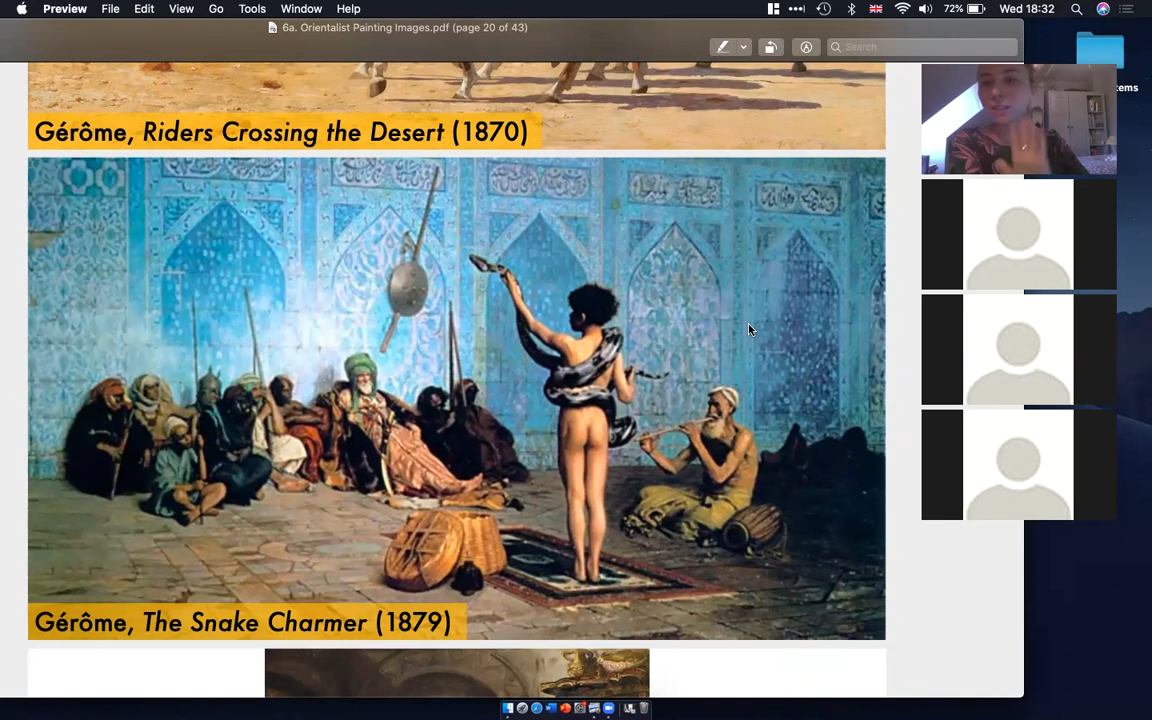 Preview File Edit View Go Tools Window Help 72% Wed 18:32
6a. Orientalist Painting Images.pdf (page 20 of 43)
Search
tems
Gérôme, Riders Crossing the Desert (1870)
Gérôme, The Snake Charmer (1879)